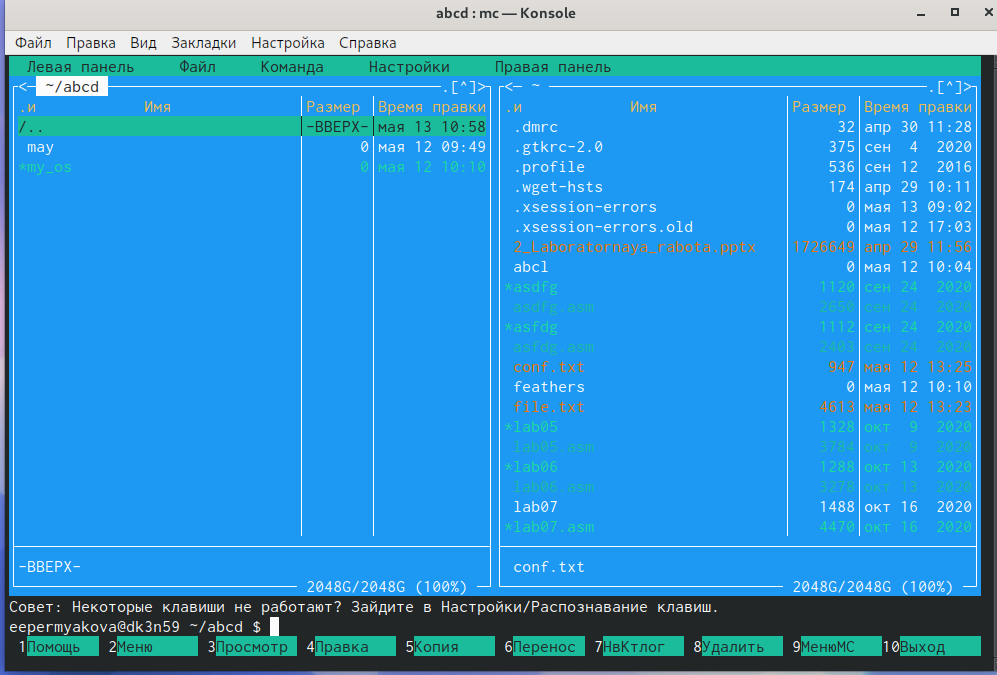 abcd : mc — Konsole
Файл Правка Вид Закладки Настройка Справка
Левая панель Файл Команда Настройки Правая панель
<─ ~/abcd .[^]>
.и Имя Размер Время правки
/.. -ВВЕРХ- мая 13 10:58
may 0 мая 12 09:49
*my_os 0 мая 12 10:10
-ВВЕРХ-
2048G/2048G (100%)
<─ ~ .[^]>
.и Имя Размер Время правки
.dmrc 32 апр 30 11:28
.gtkrc-2.0 375 сен 4 2020
.profile 536 сен 12 2016
.wget-hsts 174 апр 29 10:11
.xsession-errors 0 мая 13 09:02
.xsession-errors.old 0 мая 12 17:03
2_Laboratornaya_rabota.pptx 1726649 апр 29 11:56
abcl 0 мая 12 10:04
*asdfg 1120 сен 24 2020
asdfg.asm 2650 сен 24 2020
*asfdg 1112 сен 24 2020
asfdg.asm 2403 сен 24 2020
conf.txt 947 мая 12 13:25
feathers 0 мая 12 10:10
file.txt 4613 мая 12 13:23
*lab05 1328 окт 9 2020
lab05.asm 3784 окт 9 2020
*lab06 1288 окт 13 2020
lab06.asm 3278 окт 13 2020
lab07 1488 окт 16 2020
*lab07.asm 4470 окт 16 2020
conf.txt
2048G/2048G (100%)
Совет: Некоторые клавиши не работают? Зайдите в Настройки/Распознавание клавиш.
eepermyakova@dk3n59 ~/abcd $
1Помощь 2Меню 3Просмотр 4Правка 5Копия 6Перенос 7НвКтлог 8Удалить 9МенюМС 10Выход